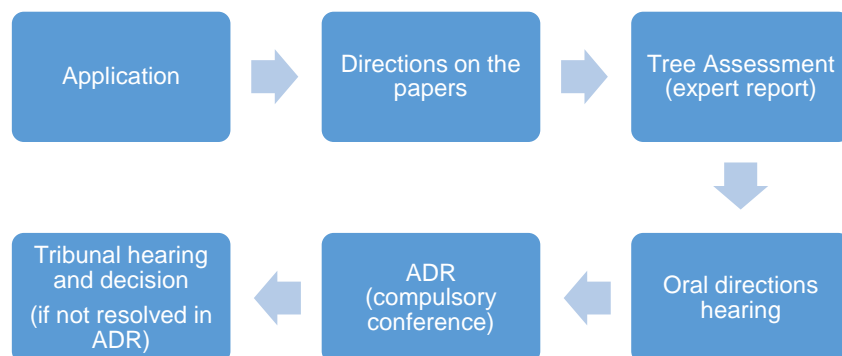 Application
Directions on the
papers
Tree Assessment
(expert report)
Oral directions
hearing
ADR
(compulsory
conference)
Tribunal hearing
and decision
(if not resolved in
ADR)